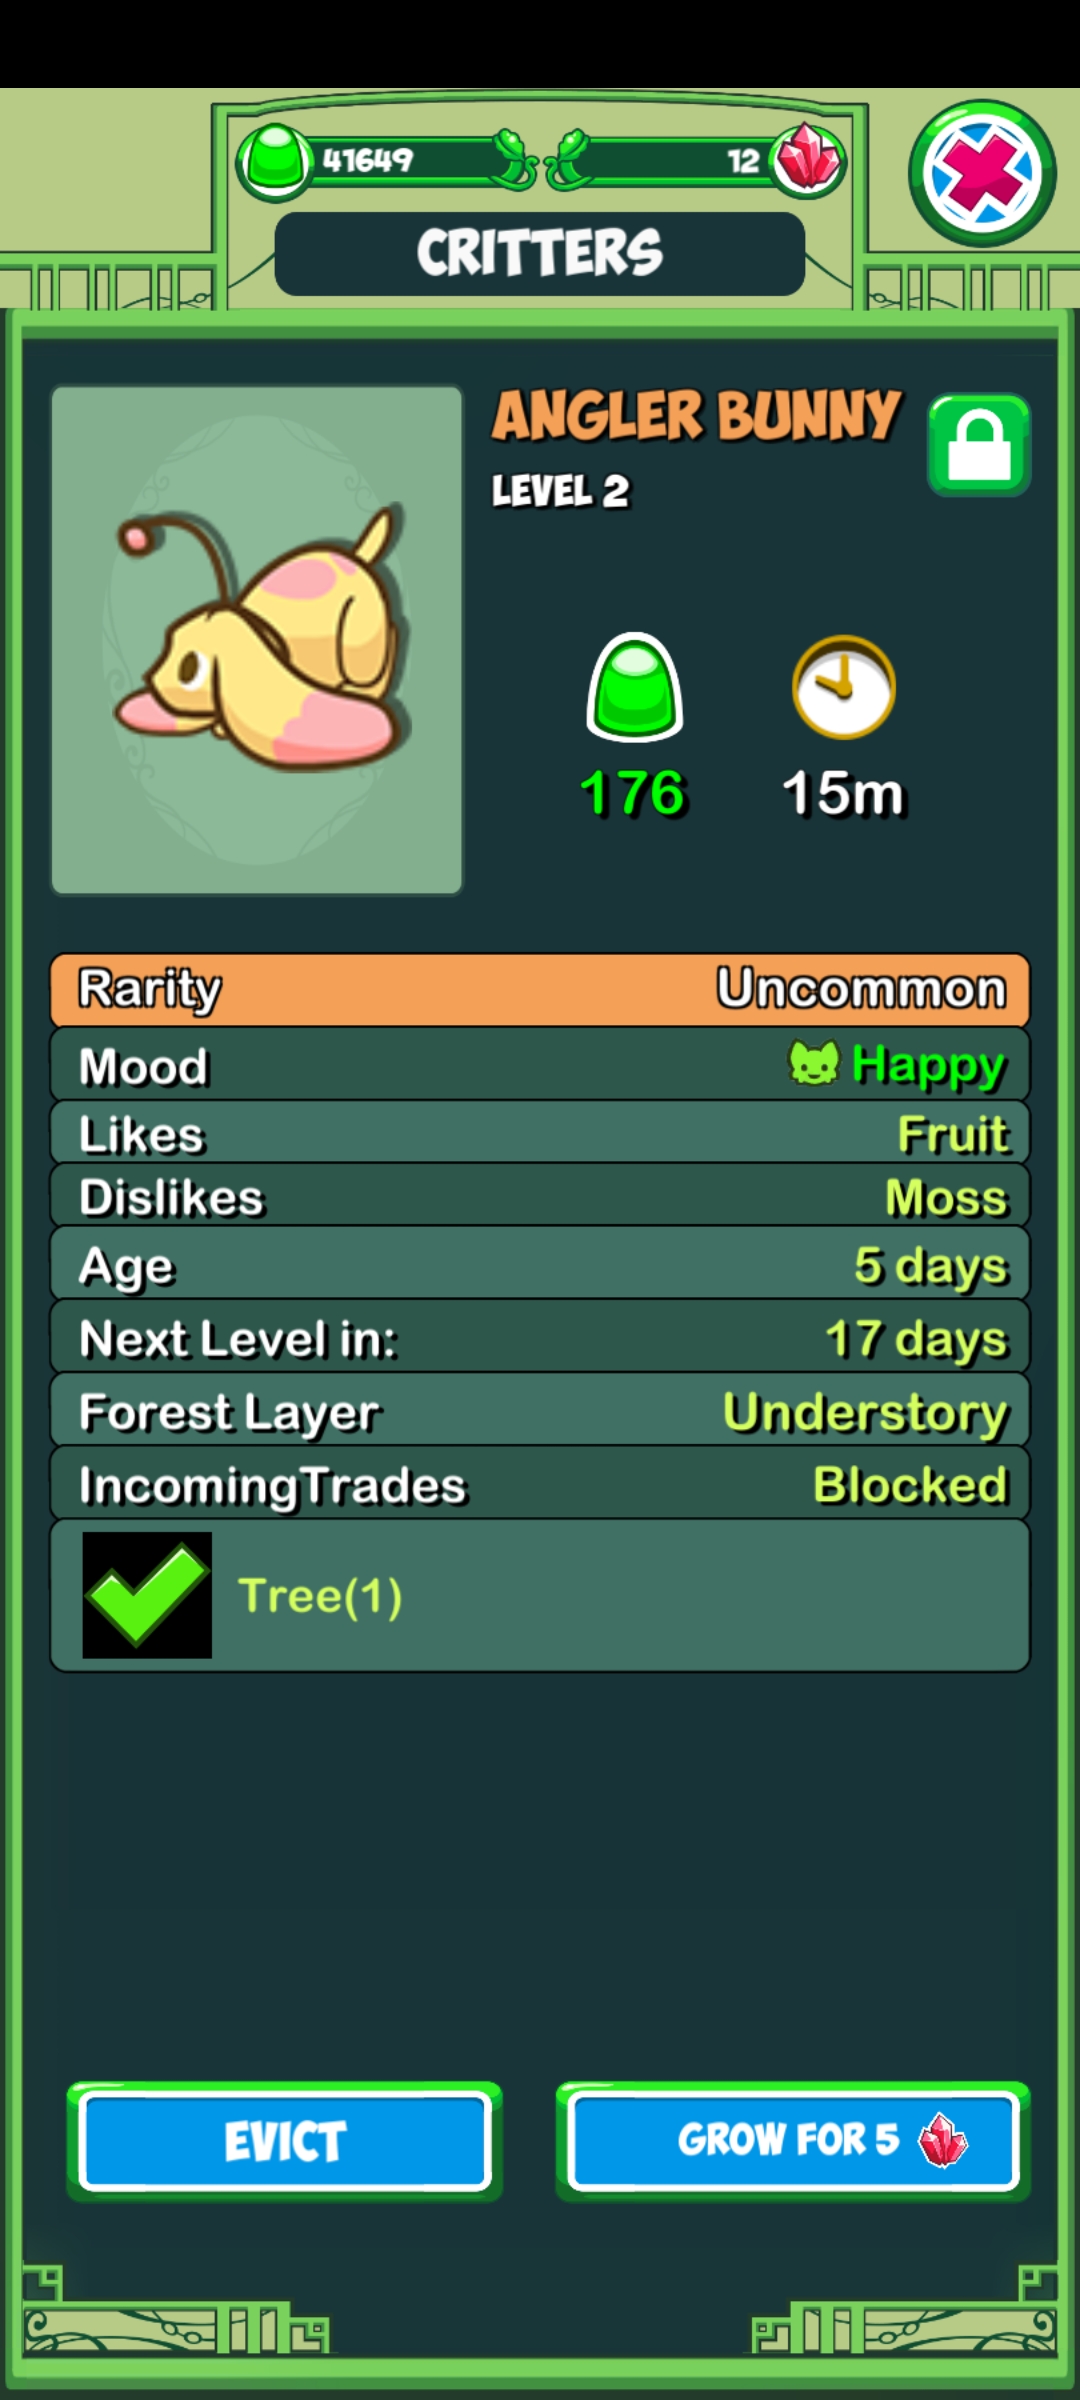 41649 12
CRITTERS
ANGLER BUNNY
LEVEL 2
176 15m
Rarity Uncommon
Mood Happy
Likes Fruit
Dislikes Moss
Age 5 days
Next Level in: 17 days
Forest Layer Understory
IncomingTrades Blocked
Tree(1)
EVICT GROW FOR 5